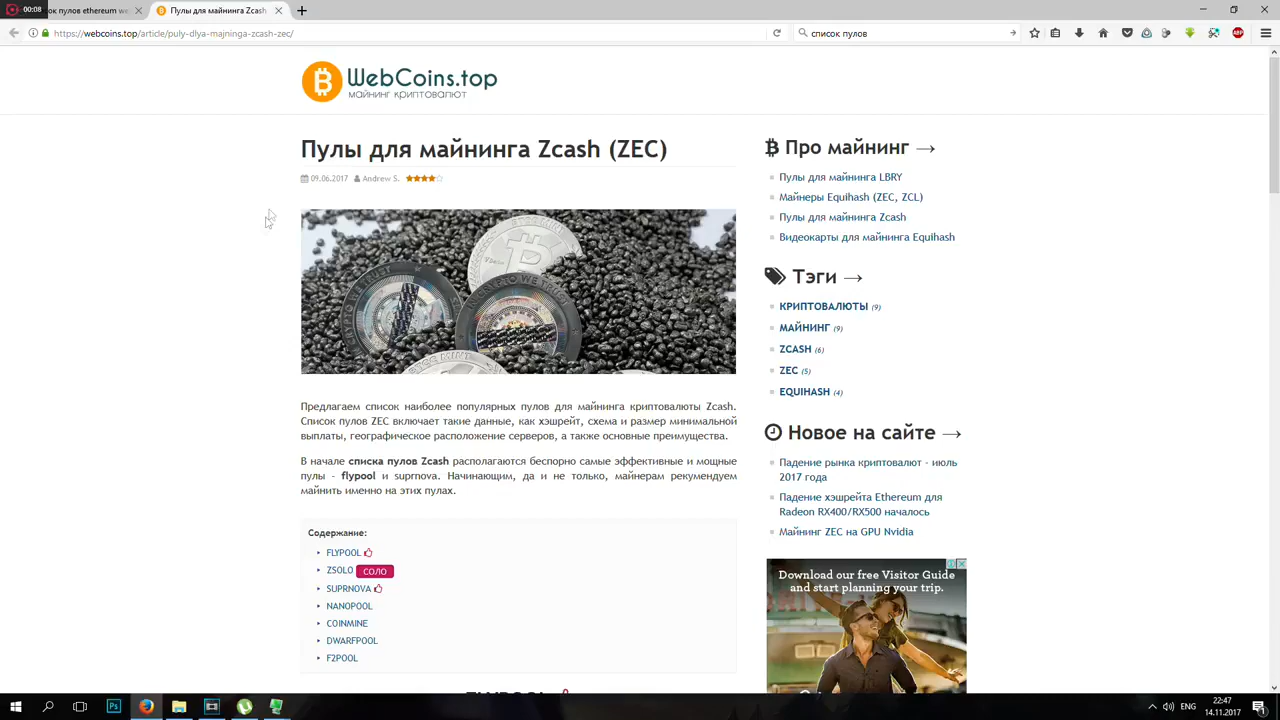 00:08
ок пулов ethereum we
Пулы для майнинга Zcash
https://webcoins.top/article/puly-dlya-majninga-zcash-zec/
список пулов
ABP
WebCoins.top
майнинг криптовалют
Пулы для майнинга Zcash (ZEC)
09.06.2017 Andrew S.
Предлагаем список наиболее популярных пулов для майнинга криптовалюты Zcash.
Список пулов ZEC включает такие данные, как хэшрейт, схема и размер минимальной
выплаты, географическое расположение серверов, а также основные преимущества.
В начале списка пулов Zcash располагаются беспорно самые эффективные и мощные
пулы - flypool и suprnova. Начинающим, да и не только, майнерам рекомендуем
майнить именно на этих пулах.
Содержание:
FLYPOOL
ZSOLO СОЛО
SUPRNOVA
NANOPOOL
COINMINE
DWARFPOOL
F2POOL
Про майнинг →
Пулы для майнинга LBRY
Майнеры Equihash (ZEC, ZCL)
Пулы для майнинга Zcash
Видеокарты для майнинга Equihash
Тэги →
КРИПТОВАЛЮТЫ (9)
МАЙНИНГ (9)
ZCASH (6)
ZEC (5)
EQUIHASH (4)
Новое на сайте →
Падение рынка криптовалют - июль
2017 года
Падение хэшрейта Ethereum для
Radeon RX400/RX500 началось
Майнинг ZEC на GPU Nvidia
Download our free Visitor Guide
and start planning your trip.
Ps
ENG
22:47
14.11.2017